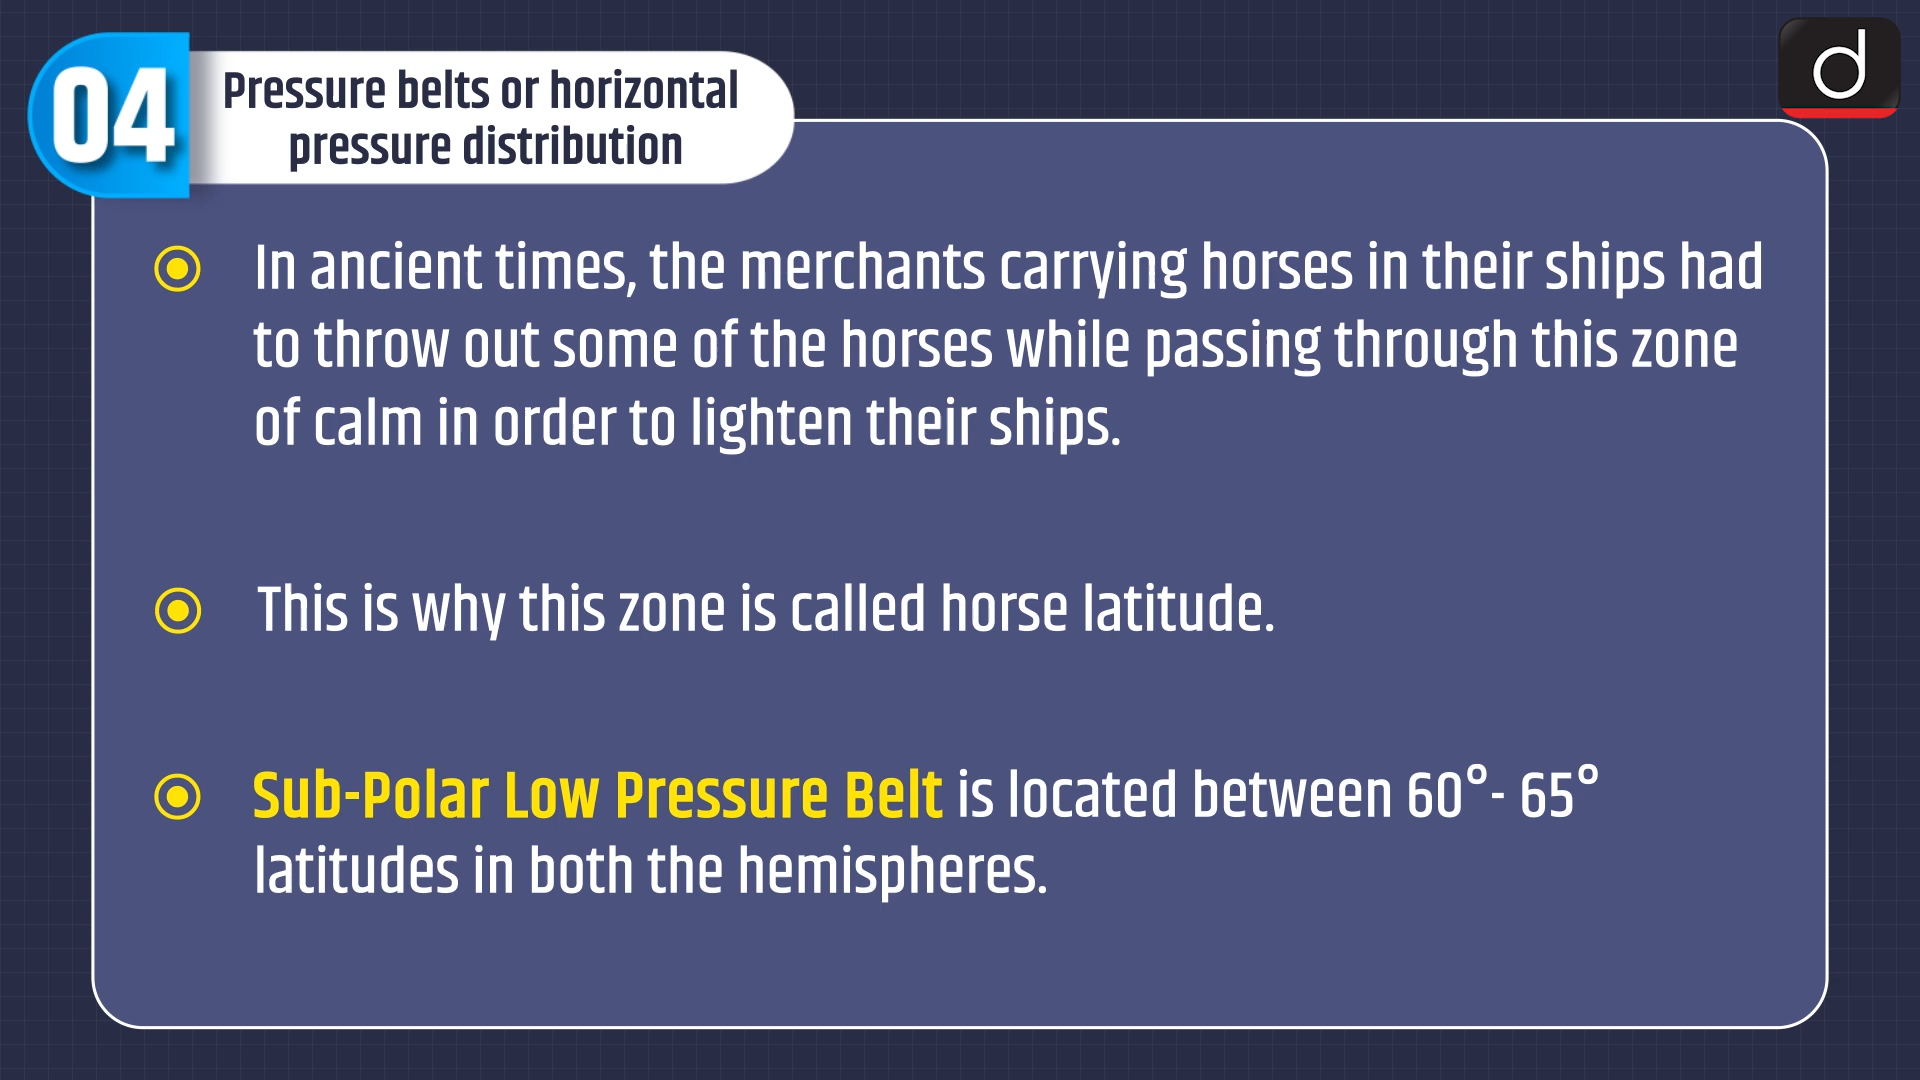 04
Pressure belts or horizontal
pressure distribution
d
In ancient times, the merchants carrying horses in their ships had
to throw out some of the horses while passing through this zone
of calm in order to lighten their ships.
This is why this zone is called horse latitude.
Sub-Polar Low Pressure Belt is located between 60°- 65°
latitudes in both the hemispheres.